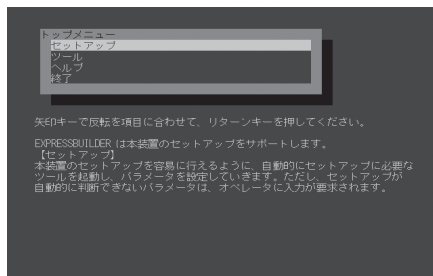 トップメニュー
セットアップ
ツール
ヘルプ
終了
矢印キーで反転を項目に合わせて、リターンキーを押してください。
EXPRESSBUILDER は本装置のセットアップをサポートします。
【セットアップ】
本装置のセットアップを容易に行えるように、自動的にセットアップに必要な
ツールを起動し、パラメータを設定していきます。ただし、セットアップが
自動的に判断できないパラメータは、オペレータに入力が要求されます。